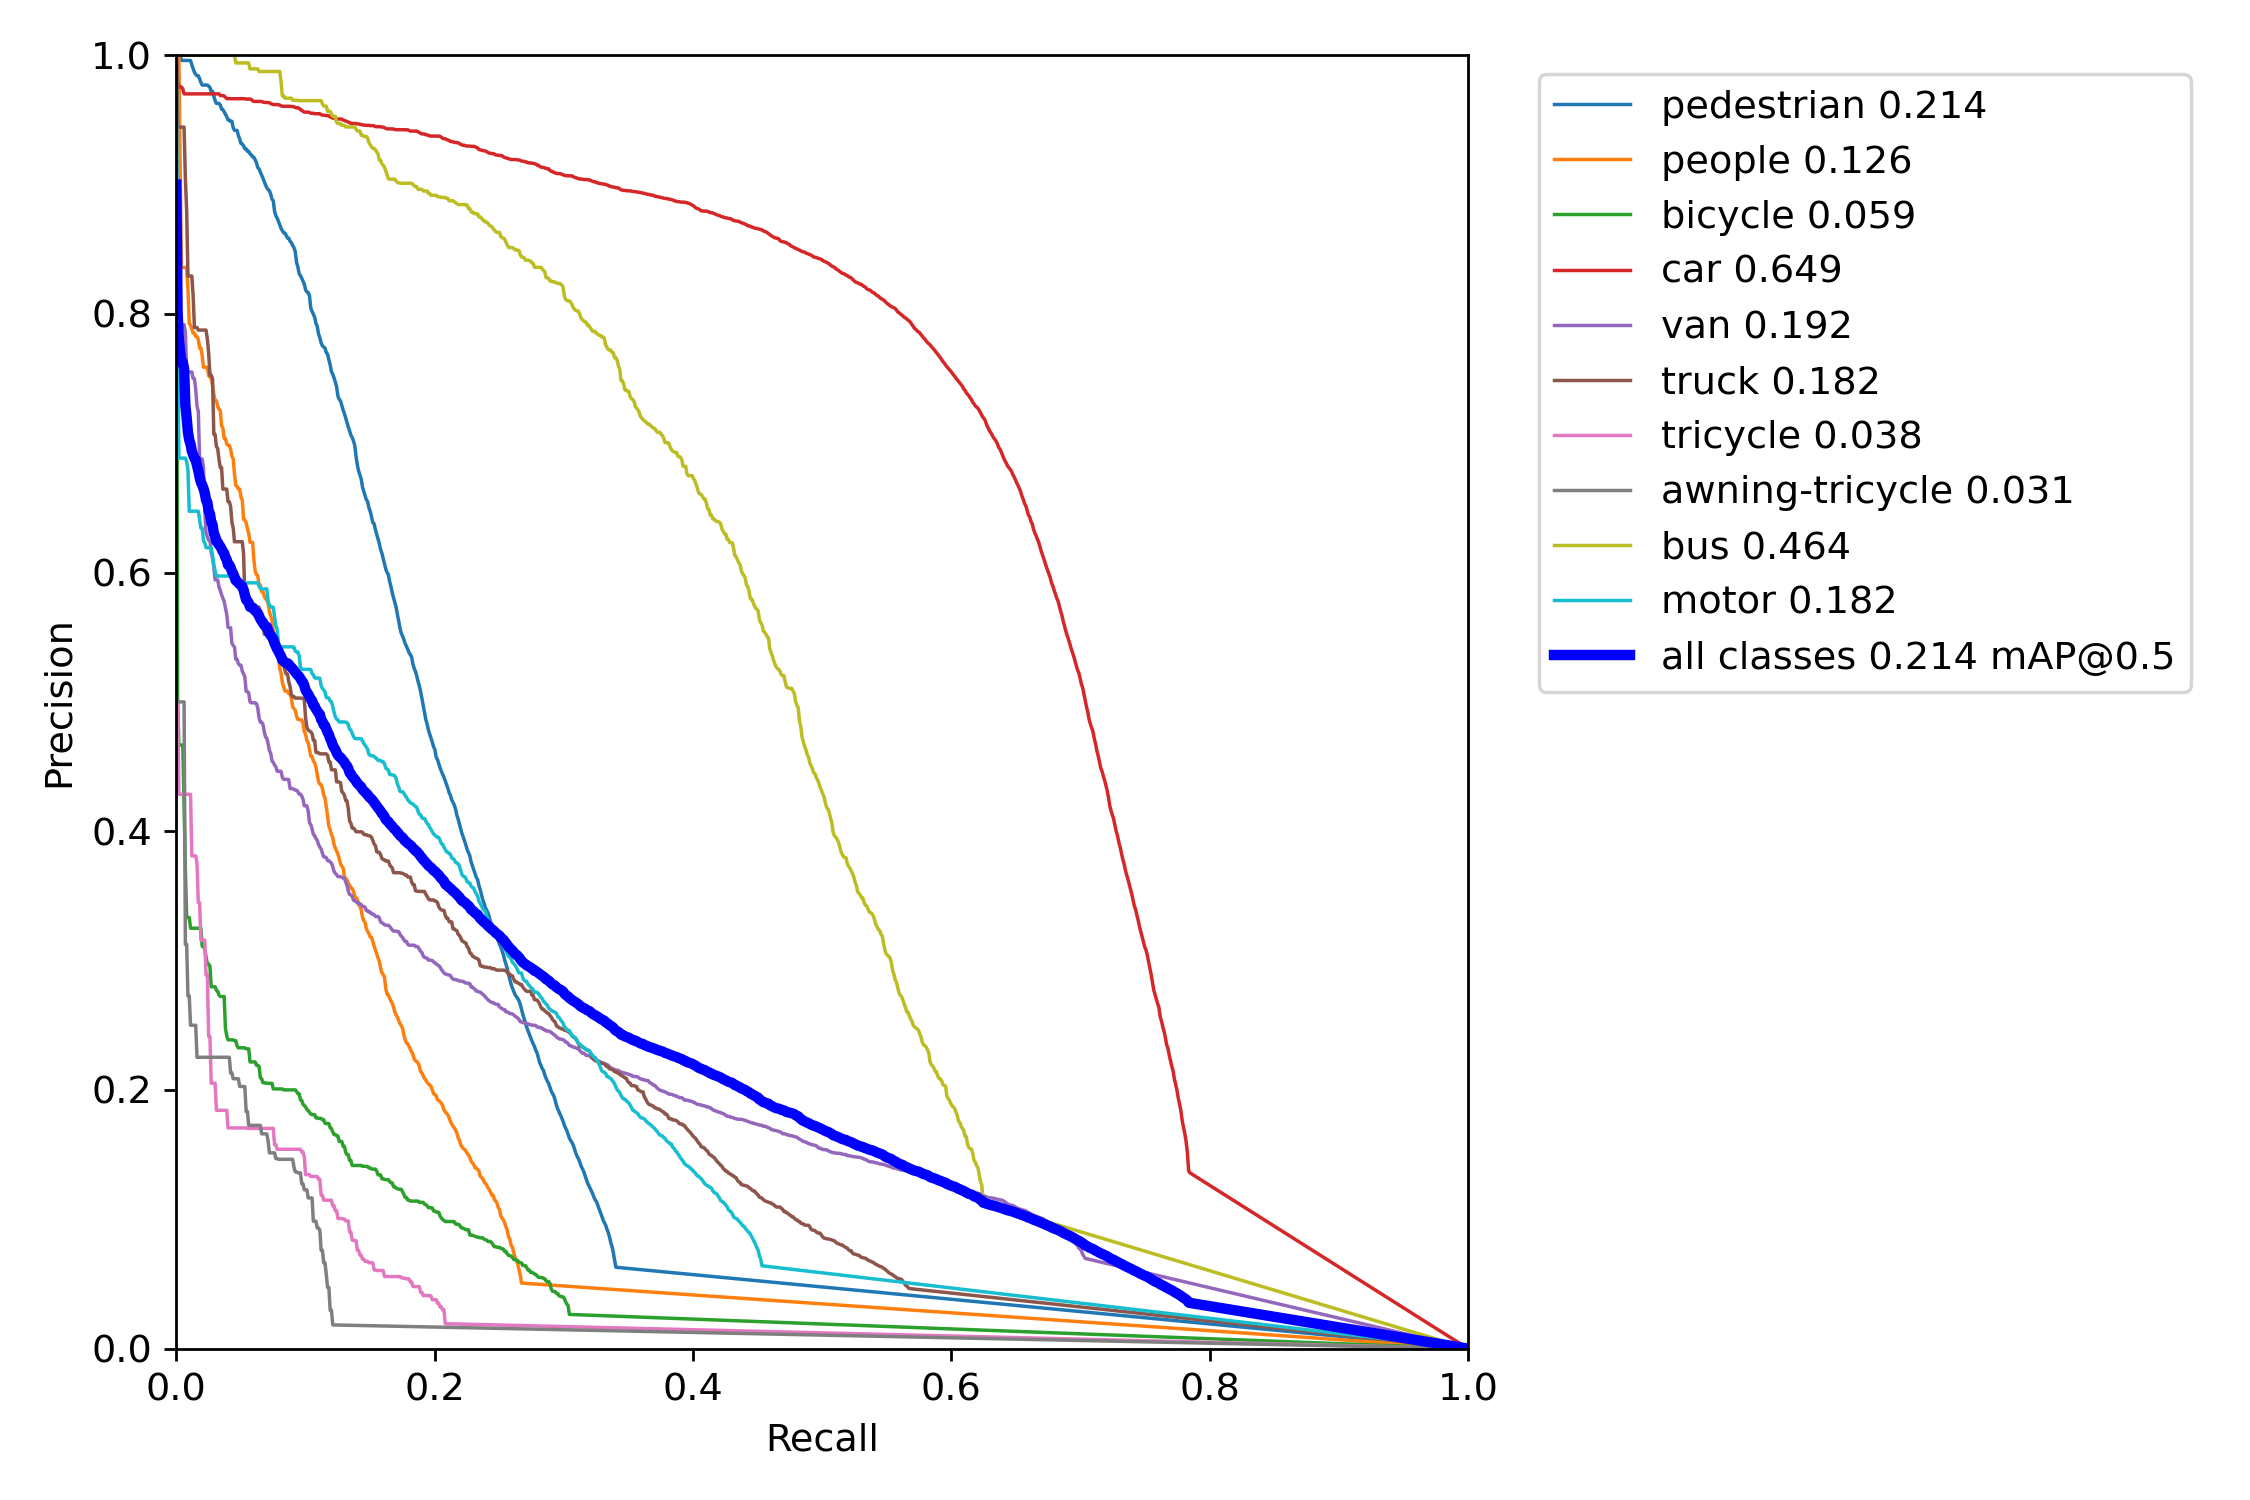 1.0
0.8
0.6
0.4
0.2
0.0
Precision
0.0 0.2 0.4 0.6 0.8 1.0
Recall
pedestrian 0.214
people 0.126
bicycle 0.059
car 0.649
van 0.192
truck 0.182
tricycle 0.038
awning-tricycle 0.031
bus 0.464
motor 0.182
all classes 0.214 mAP@0.5